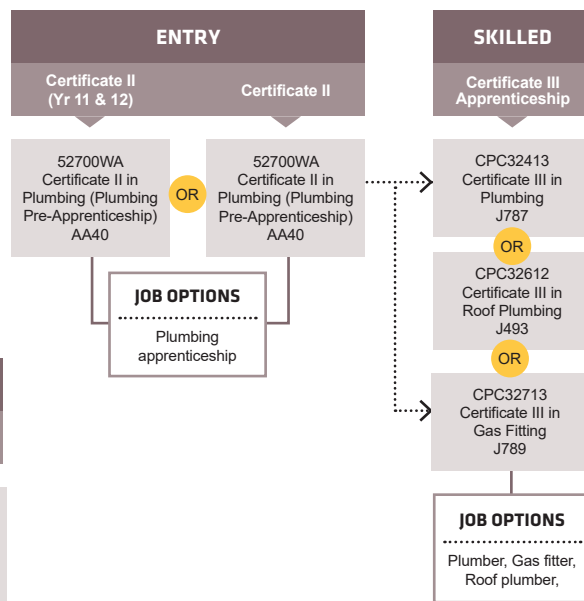 ENTRY
Certificate II
(Yr 11 & 12)
Certificate II
52700WA
Certificate II in
Plumbing (Plumbing
Pre-Apprenticeship)
AA40
OR
52700WA
Certificate II in
Plumbing (Plumbing
Pre-Apprenticeship)
AA40
JOB OPTIONS
Plumbing
apprenticeship
SKILLED
Certificate III
Apprenticeship
CPC32413
Certificate III in
Plumbing
J787
OR
CPC32612
Certificate III in
Roof Plumbing
J493
OR
CPC32713
Certificate III in
Gas Fitting
J789
JOB OPTIONS
Plumber, Gas fitter,
Roof plumber,